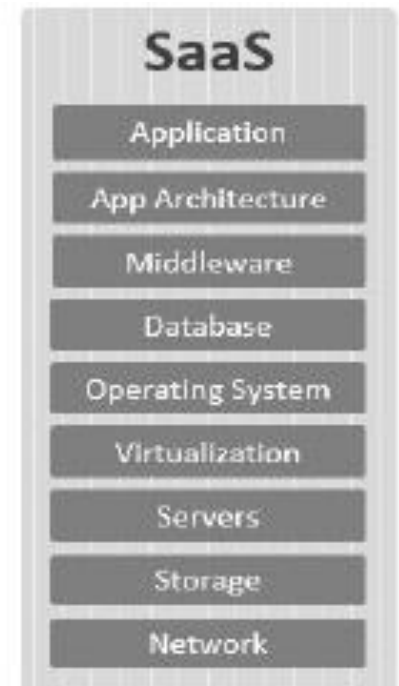 SaaS
Application
App Architecture
Middleware
Database
Operating System
Virtualization
Servers
Storage
Network